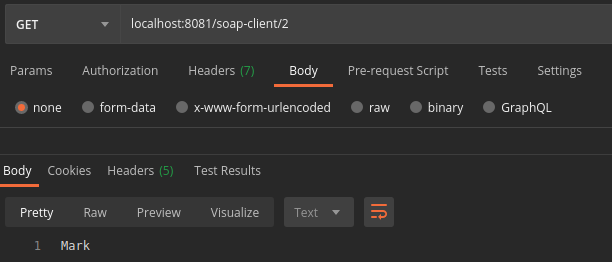 GET localhost:8081/soap-client/2
Params Authorization Headers (7) Body Pre-request Script Tests Settings
none form-data x-www-form-urlencoded raw binary GraphQL
Body Cookies Headers (5) Test Results
Pretty Raw Preview Visualize Text
1 Mark